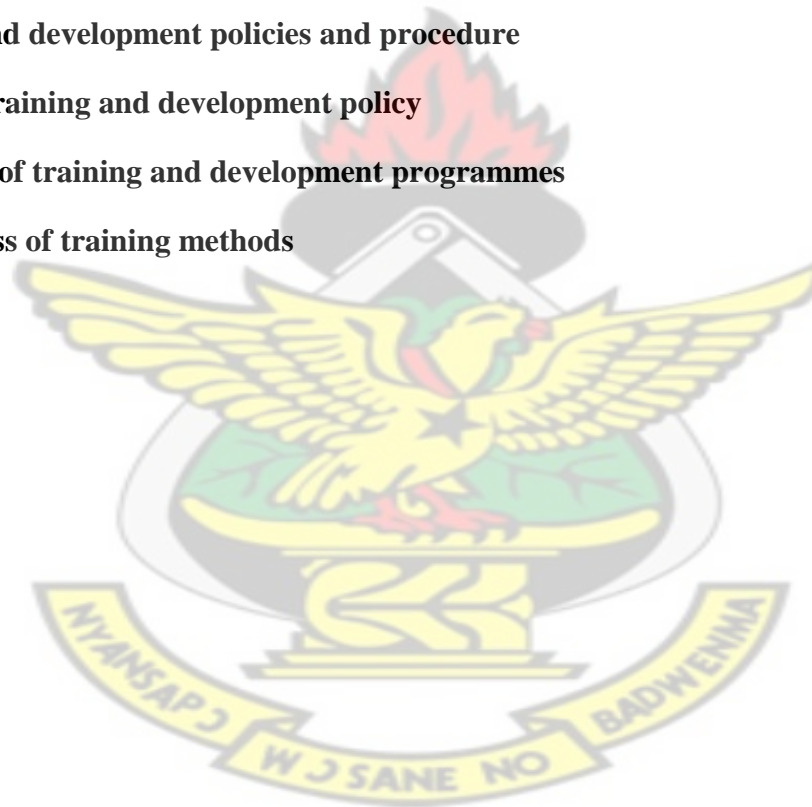 d development policies and procedure
raining and development policy
of training and development programmes
ss of training methods
NYANSAPƆ
WƆ SANE NO
BADWENMA